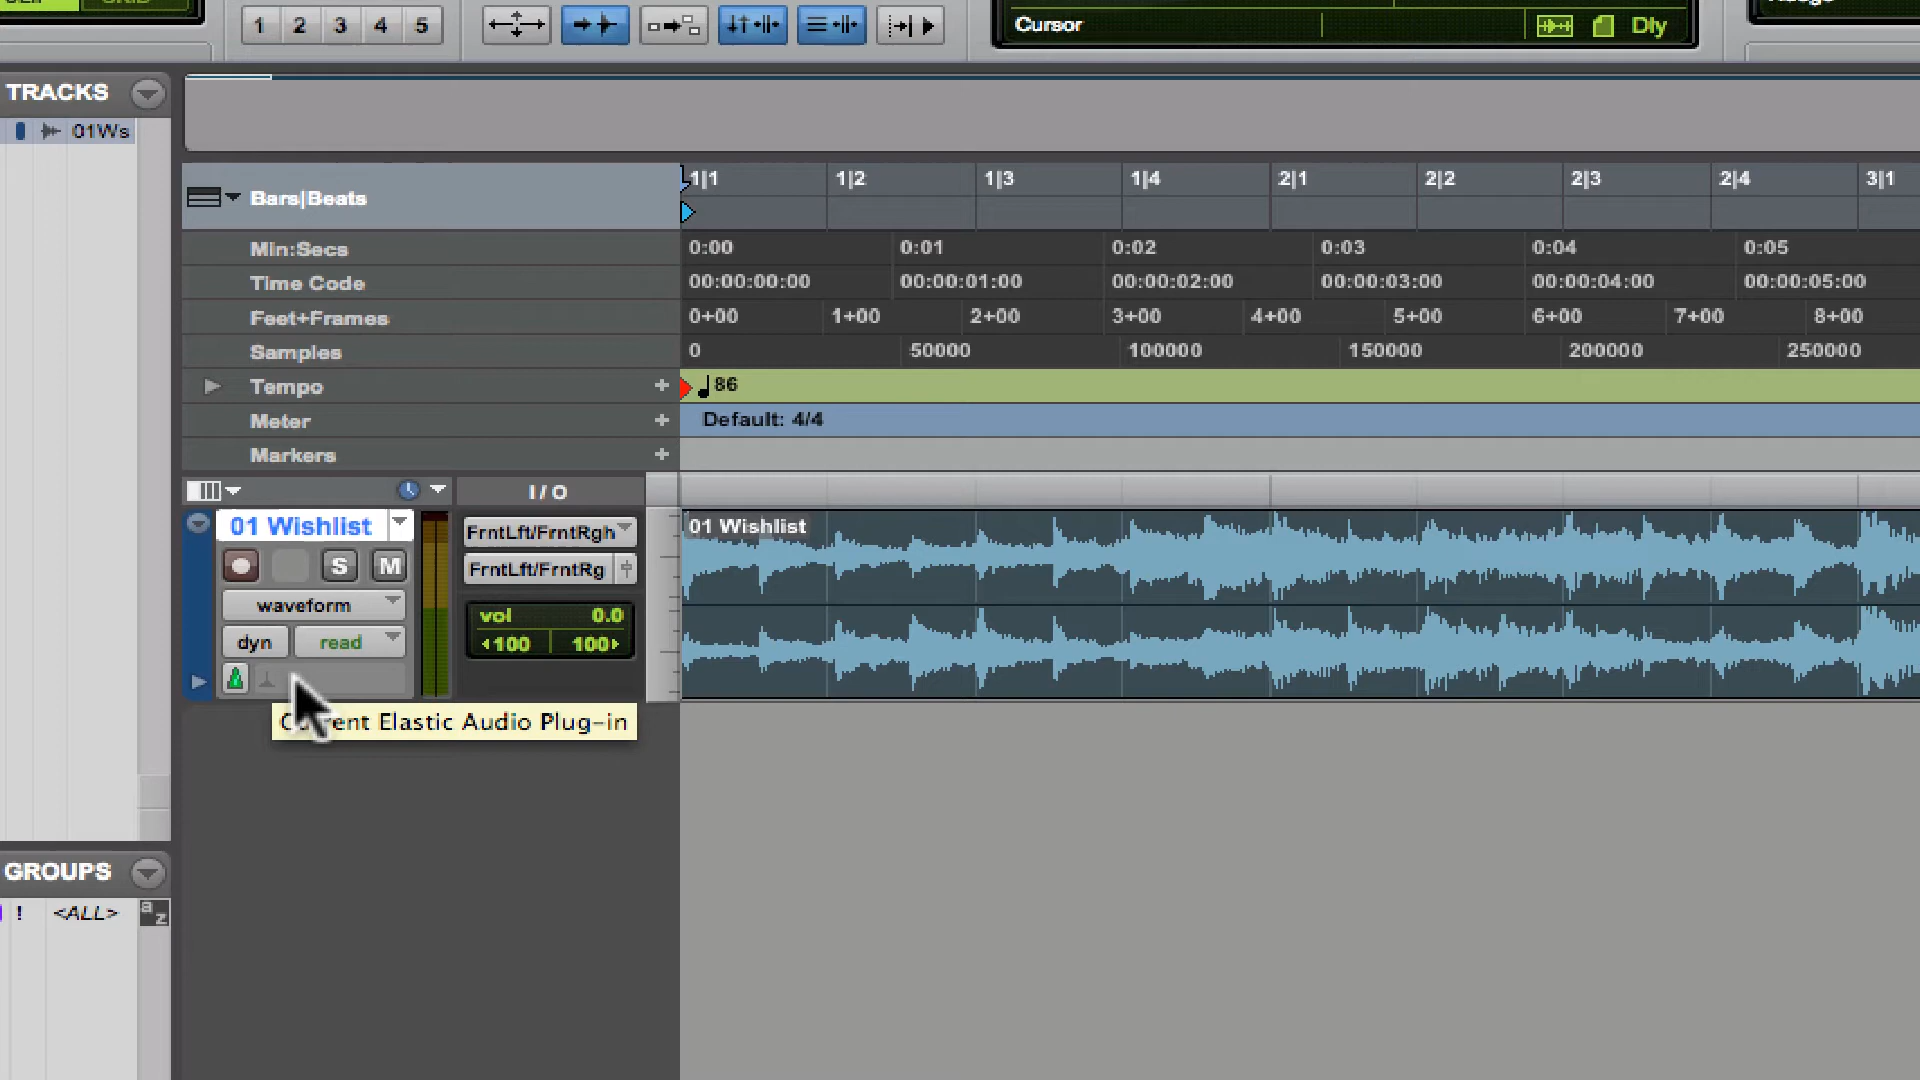 1 2 3 4 5
Cursor Dly
TRACKS
01Ws
Bars|Beats 1|1 1|2 1|3 1|4 2|1 2|2 2|3 2|4 3|1
Min:Secs 0:00 0:01 0:02 0:03 0:04 0:05
Time Code 00:00:00:00 00:00:01:00 00:00:02:00 00:00:03:00 00:00:04:00 00:00:05:00
Feet+Frames 0+00 1+00 2+00 3+00 4+00 5+00 6+00 7+00 8+00
Samples 0 50000 100000 150000 200000 250000
Tempo + 86
Meter + Default: 4/4
Markers +
I/O
01 Wishlist FrntLft/FrntRgh 01 Wishlist
S M FrntLft/FrntRg
waveform vol 0.0
dyn read 100 100
Elastic Audio Plug-in
GROUPS
! <ALL> a z